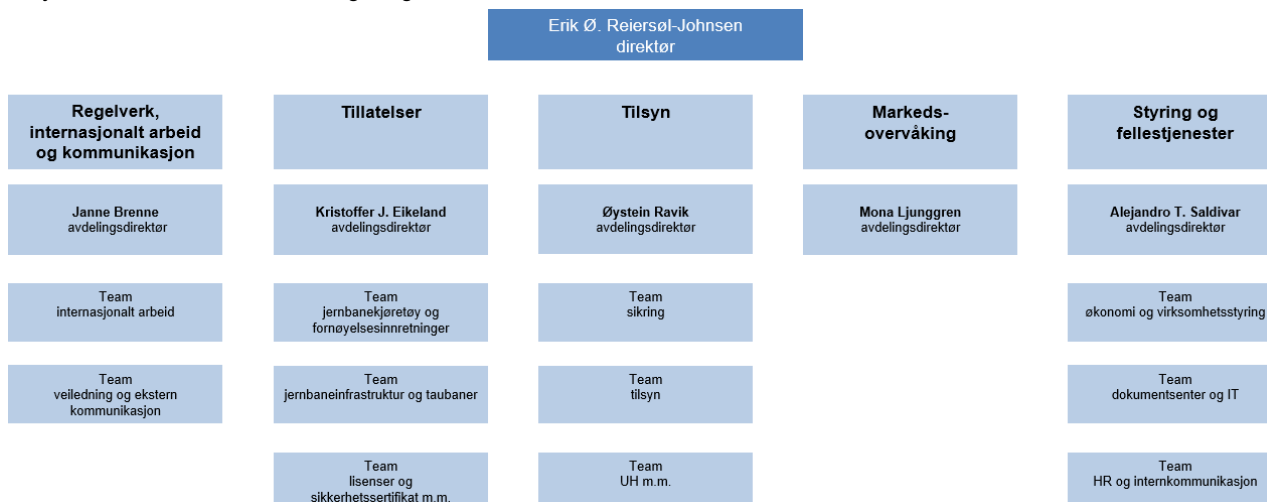 Erik Ø. Reiersøl-Johnsen
direktør
Regelverk,
internasjonalt arbeid
og kommunikasjon
Janne Brenne
avdelingsdirektør
Team
internasjonalt arbeid
Team
veiledning og ekstern
kommunikasjon
Tillatelser
Kristoffer J. Eikeland
avdelingsdirektør
Team
jernbanekjøretøy og
fornøyelsesinnretninger
Team
jernbaneinfrastruktur og taubaner
Team
lisenser og
sikkerhetssertifikat m.m.
Tilsyn
Øystein Ravik
avdelingsdirektør
Team
sikring
Team
tilsyn
Team
UH m.m.
Markeds-
overvåking
Mona Ljunggren
avdelingsdirektør
Styring og
fellestjenester
Alejandro T. Saldivar
avdelingsdirektør
Team
økonomi og virksomhetsstyring
Team
dokumentsenter og IT
Team
HR og internkommunikasjon